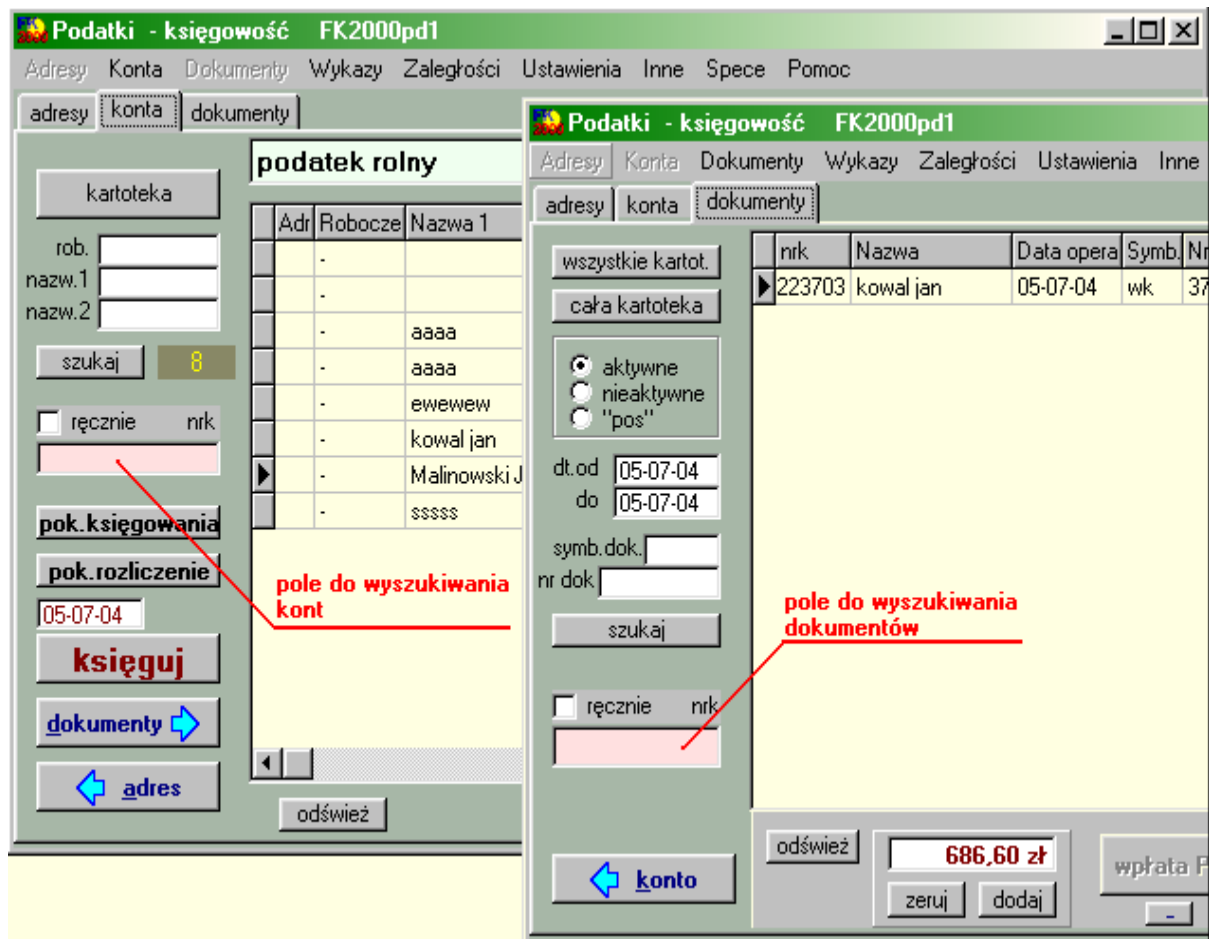 Podatki - księgowość FK2000pd1
Adresy Konta Dokumenty Wykazy Zaległości Ustawienia Inne Spece Pomoc
adresy konta dokumenty
podatek rolny
kartoteka
rob.
nazw.1
nazw.2
szukaj 8
ręcznie nrk
pok.księgowania
pok.rozliczenie
05-07-04
księguj
dokumenty
adres
Adr Robocze Nazwa 1
-
-
- aaaa
- aaaa
- ewewew
- kowal jan
- Malinowski J
- sssss
pole do wyszukiwania
kont
odśwież
Podatki - księgowość FK2000pd1
Adresy Konta Dokumenty Wykazy Zaległości Ustawienia Inne
adresy konta dokumenty
wszystkie kartot.
cała kartoteka
aktywne
nieaktywne
"pos"
dt.od 05-07-04
do 05-07-04
symb.dok.
nr dok
szukaj
ręcznie nrk
konto
nrk Nazwa Data opera Symb. Nr
223703 kowal jan 05-07-04 wk 37
pole do wyszukiwania
dokumentów
odśwież 686,60 zł wpłata
zeruj dodaj -